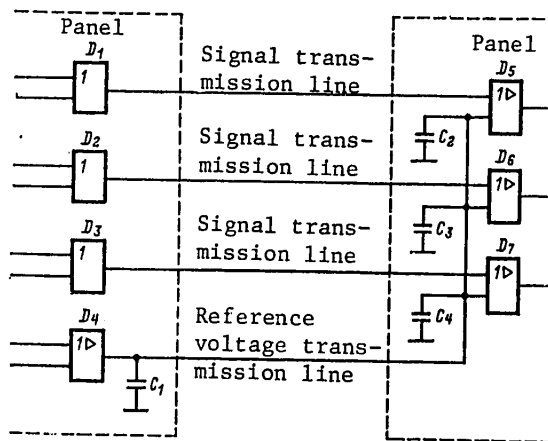 Panel
D1
1
Signal trans-
mission line
Panel
D5
1▷
C2
D2
1
Signal trans-
mission line
D6
1▷
C3
D3
1
Signal trans-
mission line
D7
1▷
C4
D4
1▷
C1
Reference
voltage trans-
mission line